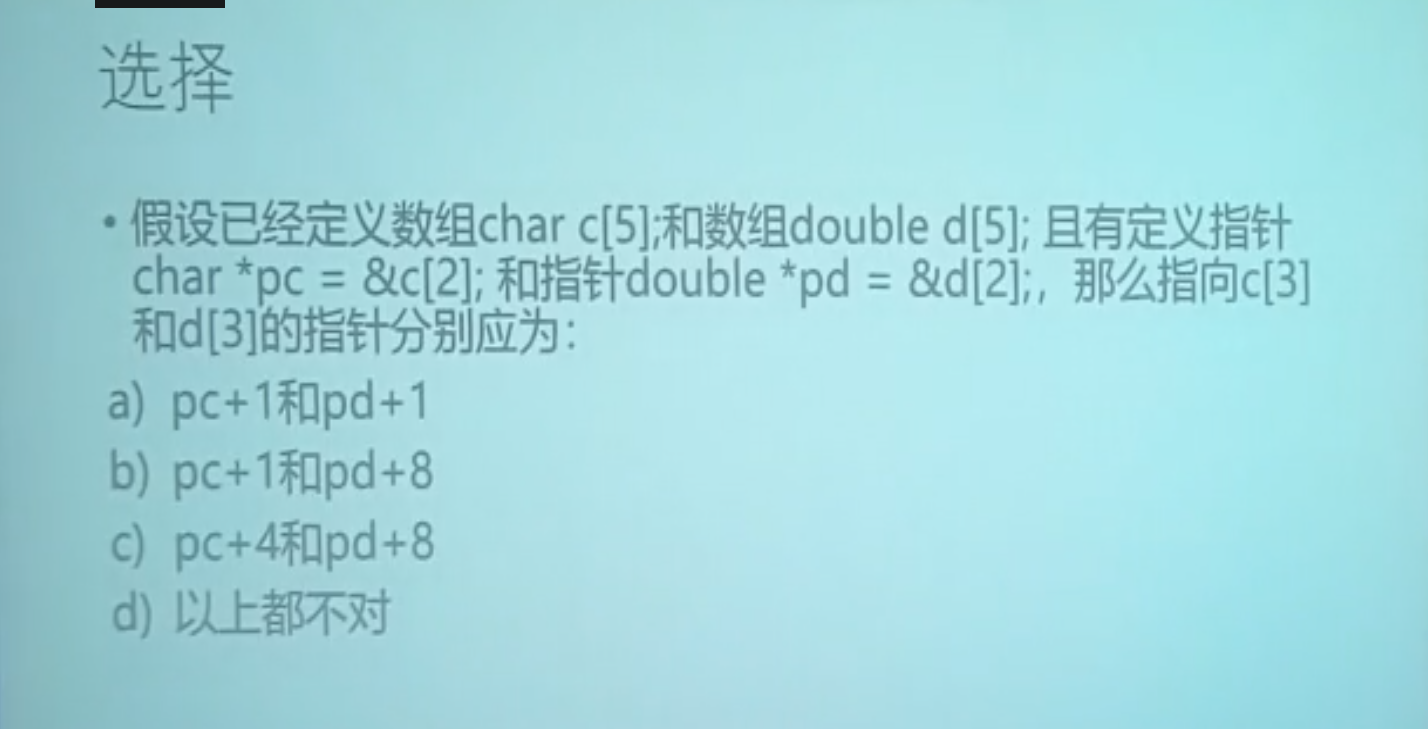 选择
• 假设已经定义数组char c[5];和数组double d[5]; 且有定义指针
char *pc = &c[2]; 和指针double *pd = &d[2];，那么指向c[3]
和d[3]的指针分别应为：
a) pc+1和pd+1
b) pc+1和pd+8
c) pc+4和pd+8
d) 以上都不对